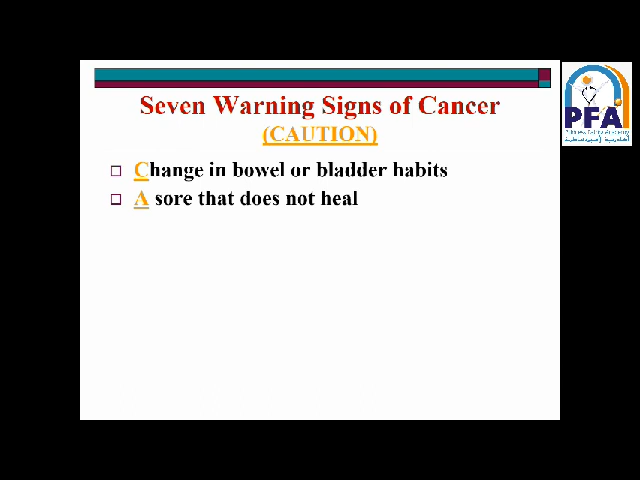 Seven Warning Signs of Cancer
(CAUTION)
Change in bowel or bladder habits
A sore that does not heal
PFA